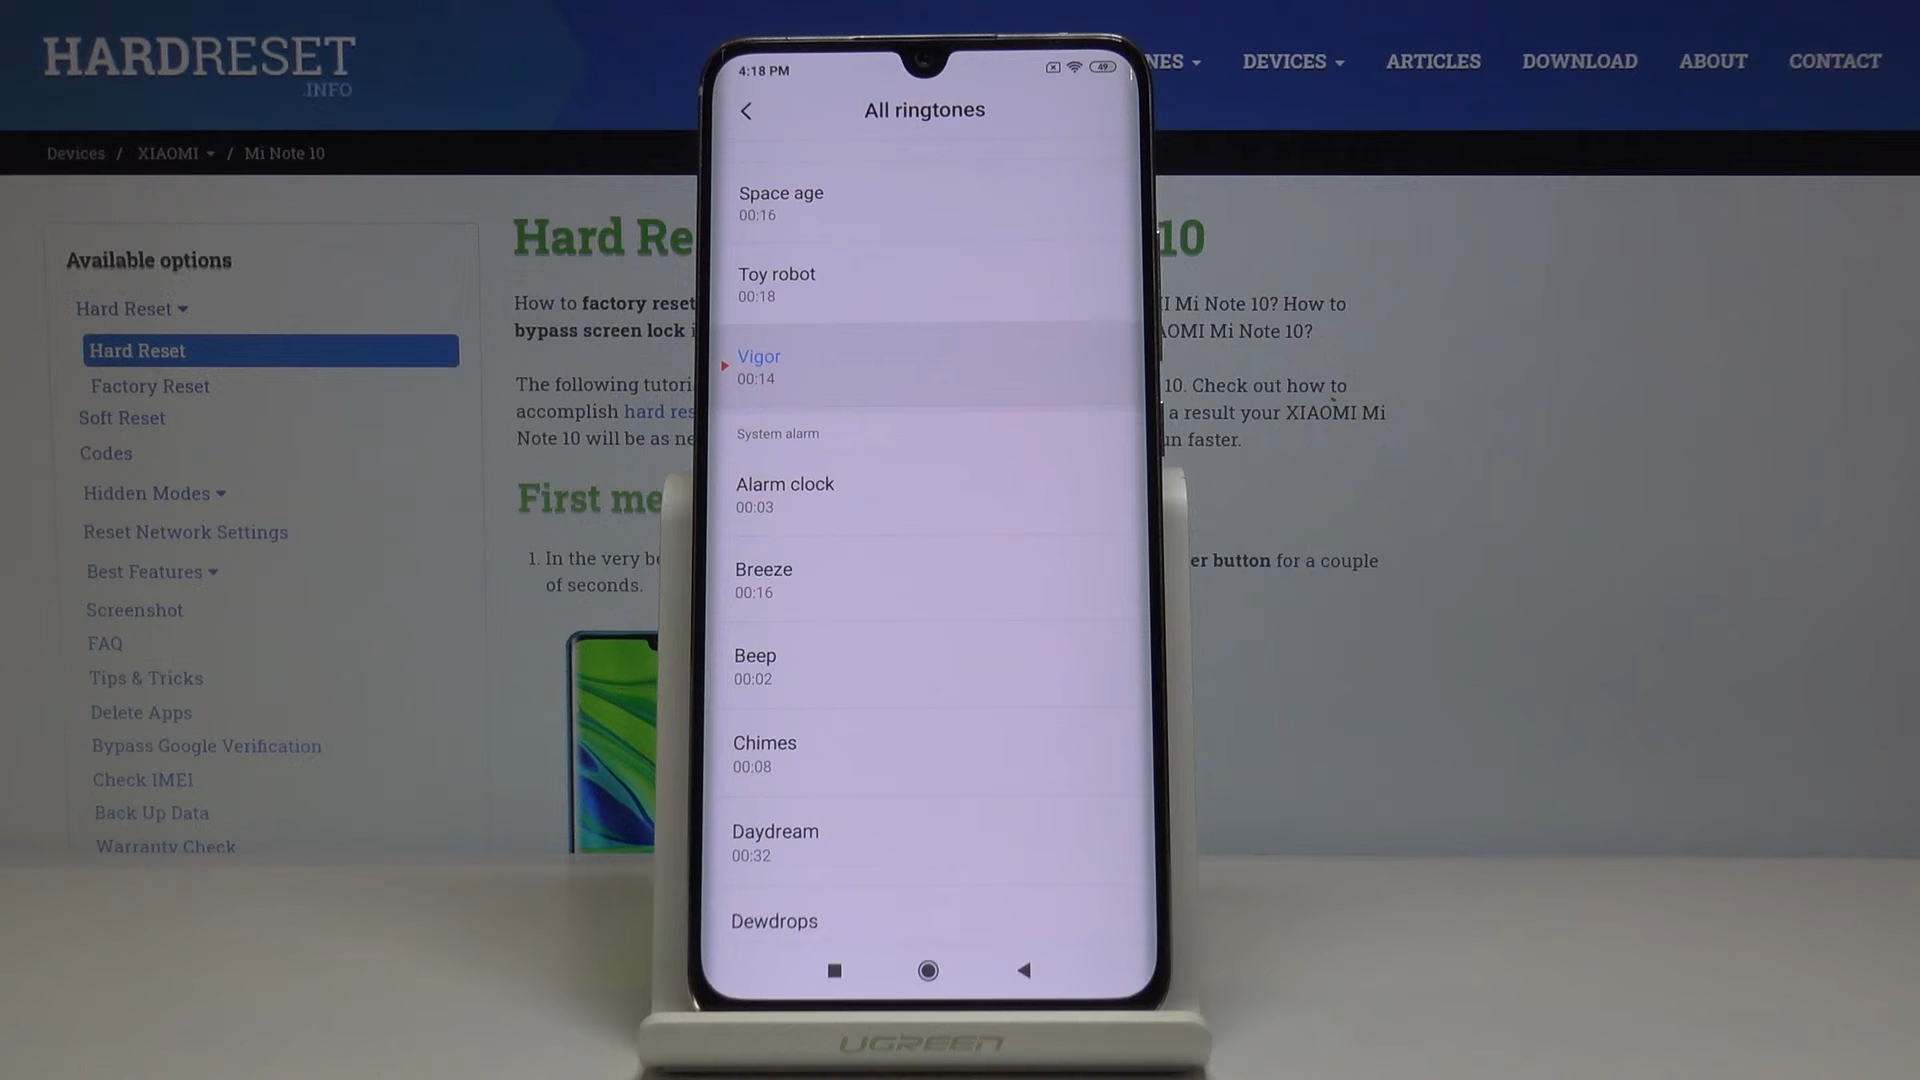 HARDRESET
.INFO
NES
DEVICES
ARTICLES
DOWNLOAD
ABOUT
CONTACT
Devices / XIAOMI / Mi Note 10
Available options
Hard Reset
Hard Reset
Factory Reset
Soft Reset
Codes
Hidden Modes
Reset Network Settings
Best Features
Screenshot
FAQ
Tips & Tricks
Delete Apps
Bypass Google Verification
Check IMEI
Back Up Data
Warranty Check
Hard Re 10
How to factory reset I Mi Note 10? How to
bypass screen lock i AOMI Mi Note 10?
The following tutori 10. Check out how to
accomplish hard res a result your XIAOMI Mi
Note 10 will be as ne un faster.
First me
1. In the very be er button for a couple
of seconds.
4:18 PM
49
All ringtones
Space age
00:16
Toy robot
00:18
Vigor
00:14
System alarm
Alarm clock
00:03
Breeze
00:16
Beep
00:02
Chimes
00:08
Daydream
00:32
Dewdrops
UGREEN